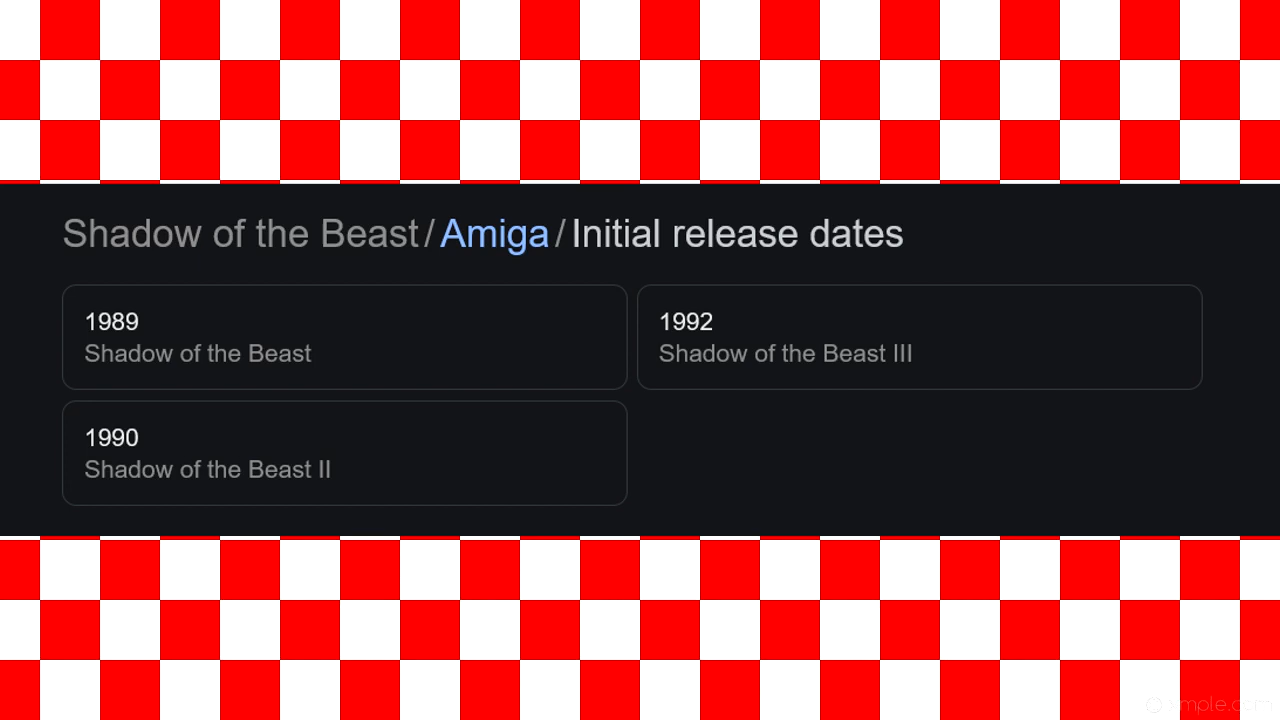 Shadow of the Beast / Amiga / Initial release dates
1989
Shadow of the Beast
1992
Shadow of the Beast III
1990
Shadow of the Beast II